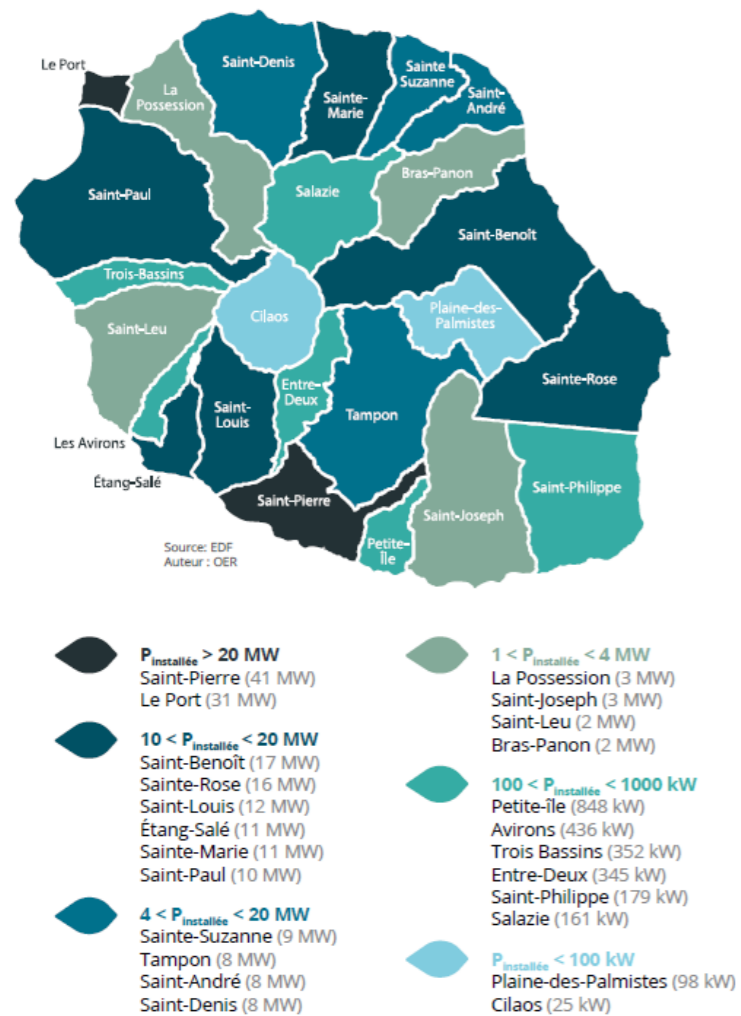 Le Port
La
Possession
Saint-Denis
Sainte-
Marie
Sainte
Suzanne
Saint-
André
Saint-Paul
Salazie
Bras-Panon
Saint-Benoît
Trois-Bassins
Cilaos
Plaine-des-
Palmistes
Saint-Leu
Sainte-Rose
Entre-
Deux
Saint-
Louis
Tampon
Les Avirons
Étang-Salé
Saint-Pierre
Saint-Philippe
Saint-Joseph
Petite-
Île
Source: EDF
Auteur : OER
Pinstallée > 20 MW
Saint-Pierre (41 MW)
Le Port (31 MW)
10 < Pinstallée < 20 MW
Saint-Benoît (17 MW)
Sainte-Rose (16 MW)
Saint-Louis (12 MW)
Étang-Salé (11 MW)
Sainte-Marie (11 MW)
Saint-Paul (10 MW)
4 < Pinstallée < 20 MW
Sainte-Suzanne (9 MW)
Tampon (8 MW)
Saint-André (8 MW)
Saint-Denis (8 MW)
1 < Pinstallée < 4 MW
La Possession (3 MW)
Saint-Joseph (3 MW)
Saint-Leu (2 MW)
Bras-Panon (2 MW)
100 < Pinstallée < 1000 kW
Petite-île (848 kW)
Avirons (436 kW)
Trois Bassins (352 kW)
Entre-Deux (345 kW)
Saint-Philippe (179 kW)
Salazie (161 kW)
Pinstallée < 100 kW
Plaine-des-Palmistes (98 kW)
Cilaos (25 kW)